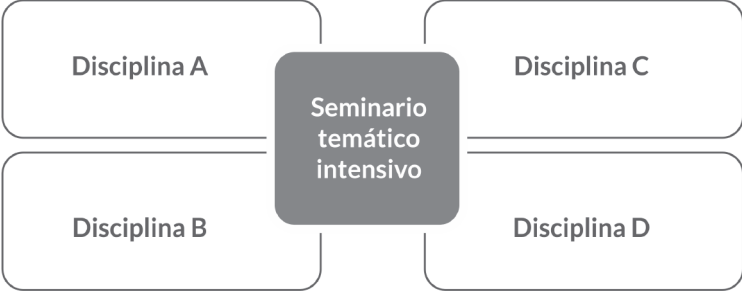 Disciplina A
Disciplina C
Seminario
temático
intensivo
Disciplina B
Disciplina D